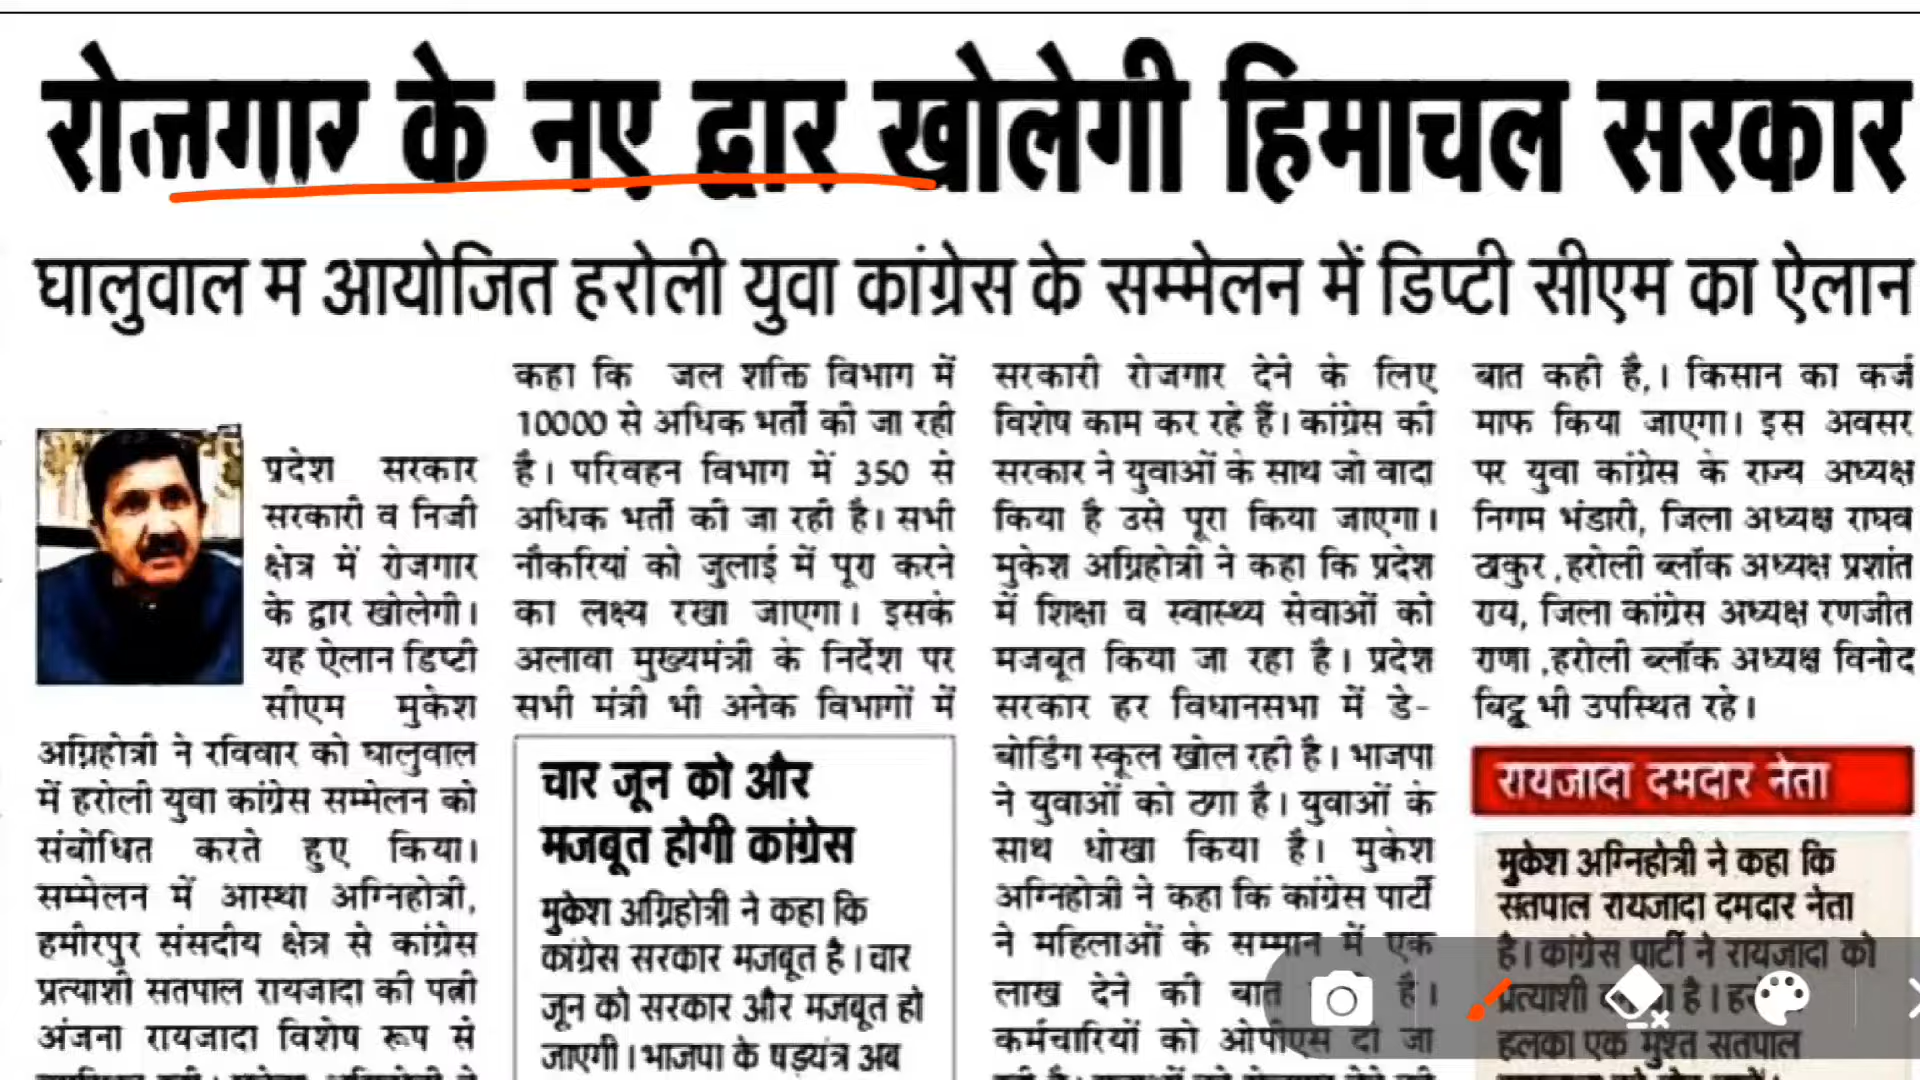 रोजगार के नए द्वार खोलेगी हिमाचल सरकार
घालुवाल म आयोजित हरोली युवा कांग्रेस के सम्मेलन में डिप्टी सीएम का ऐलान
प्रदेश सरकार
सरकारी व निजी
क्षेत्र में रोजगार
के द्वार खोलेगी।
यह ऐलान डिप्टी
सीएम मुकेश
अग्निहोत्री ने रविवार को घालुवाल
में हरोली युवा कांग्रेस सम्मेलन को
संबोधित करते हुए किया।
सम्मेलन में आस्था अग्निहोत्री,
हमीरपुर संसदीय क्षेत्र से कांग्रेस
प्रत्याशी सतपाल रायजादा की पत्नी
अंजना रायजादा विशेष रूप से
कहा कि जल शक्ति विभाग में
10000 से अधिक भर्ती की जा रही
है। परिवहन विभाग में 350 से
अधिक भर्ती की जा रही है। सभी
नौकरियां को जुलाई में पूरा करने
का लक्ष्य रखा जाएगा। इसके
अलावा मुख्यमंत्री के निर्देश पर
सभी मंत्री भी अनेक विभागों में
चार जून को और
मजबूत होगी कांग्रेस
मुकेश अग्निहोत्री ने कहा कि
कांग्रेस सरकार मजबूत है। चार
जून को सरकार और मजबूत हो
जाएगी। भाजपा के षड्यंत्र अब
सरकारी रोजगार देने के लिए
विशेष काम कर रहे हैं। कांग्रेस की
सरकार ने युवाओं के साथ जो वादा
किया है उसे पूरा किया जाएगा।
मुकेश अग्निहोत्री ने कहा कि प्रदेश
में शिक्षा व स्वास्थ्य सेवाओं को
मजबूत किया जा रहा है। प्रदेश
सरकार हर विधानसभा में डे-
बोर्डिंग स्कूल खोल रही है। भाजपा
ने युवाओं को ठगा है। युवाओं के
साथ धोखा किया है। मुकेश
अग्निहोत्री ने कहा कि कांग्रेस पार्टी
ने महिलाओं के सम्मान में एक
लाख देने की बात है।
कर्मचारियों को ओपीएस दी जा
बात कही है,। किसान का कर्ज
माफ किया जाएगा। इस अवसर
पर युवा कांग्रेस के राज्य अध्यक्ष
निगम भंडारी, जिला अध्यक्ष राघव
ठाकुर ,हरोली ब्लॉक अध्यक्ष प्रशांत
राय, जिला कांग्रेस अध्यक्ष रणजीत
राणा ,हरोली ब्लॉक अध्यक्ष विनोद
बिट्टू भी उपस्थित रहे।
रायजादा दमदार नेता
मुकेश अग्निहोत्री ने कहा कि
सतपाल रायजादा दमदार नेता
है। कांग्रेस पार्टी ने रायजादा को
प्रत्याशी है।
हलका एक मुश्त सतपाल